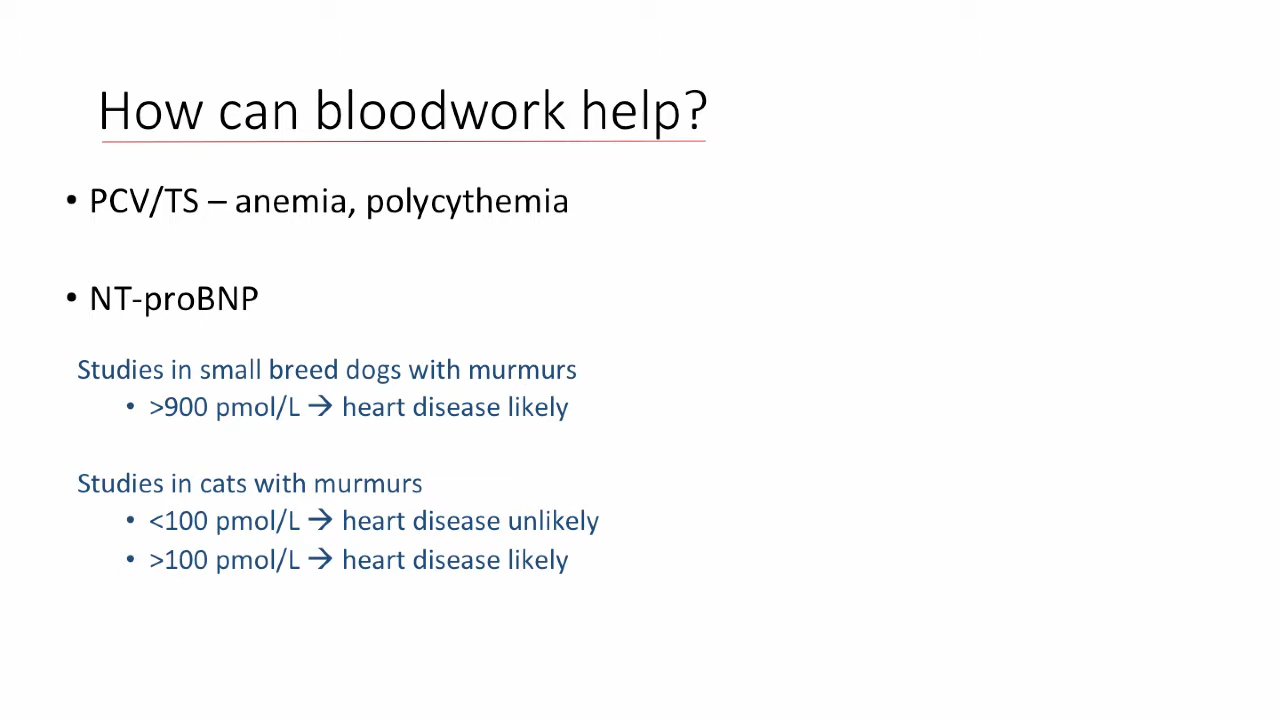 How can bloodwork help?
• PCV/TS – anemia, polycythemia
• NT-proBNP
Studies in small breed dogs with murmurs
• >900 pmol/L → heart disease likely
Studies in cats with murmurs
• <100 pmol/L → heart disease unlikely
• >100 pmol/L → heart disease likely